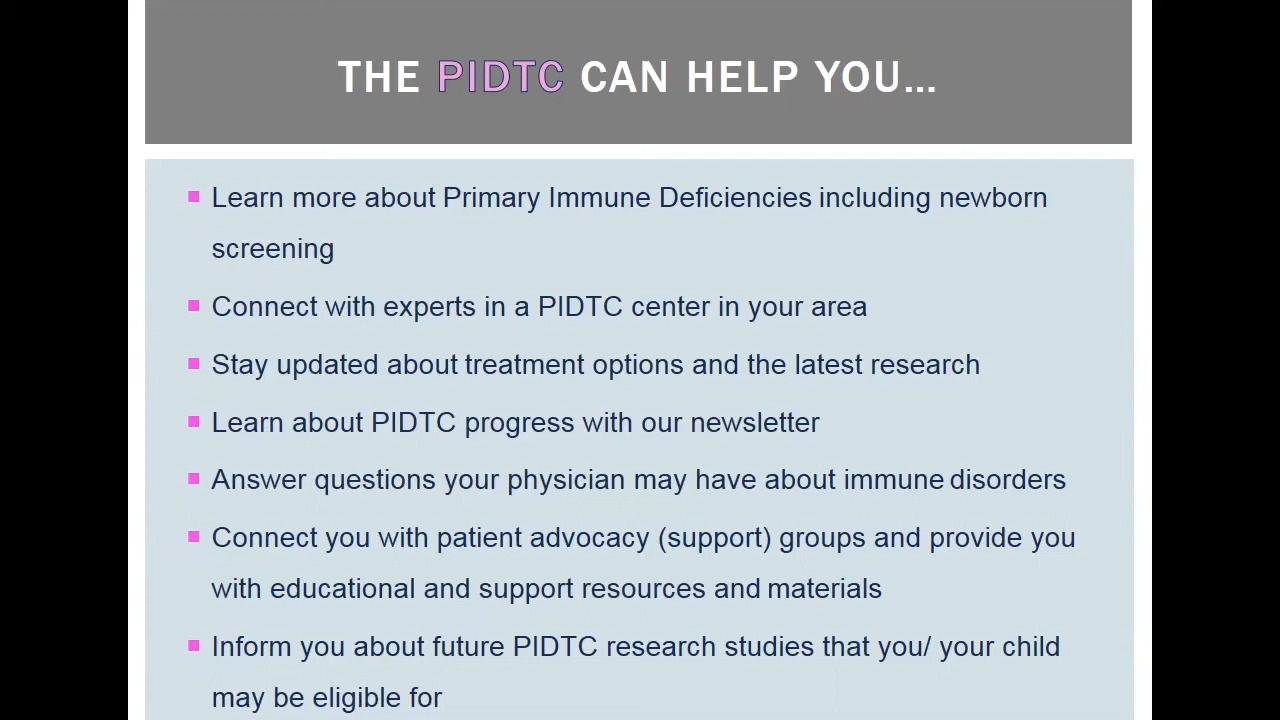 THE PIDTC CAN HELP YOU…
Learn more about Primary Immune Deficiencies including newborn
screening
Connect with experts in a PIDTC center in your area
Stay updated about treatment options and the latest research
Learn about PIDTC progress with our newsletter
Answer questions your physician may have about immune disorders
Connect you with patient advocacy (support) groups and provide you
with educational and support resources and materials
Inform you about future PIDTC research studies that you/ your child
may be eligible for